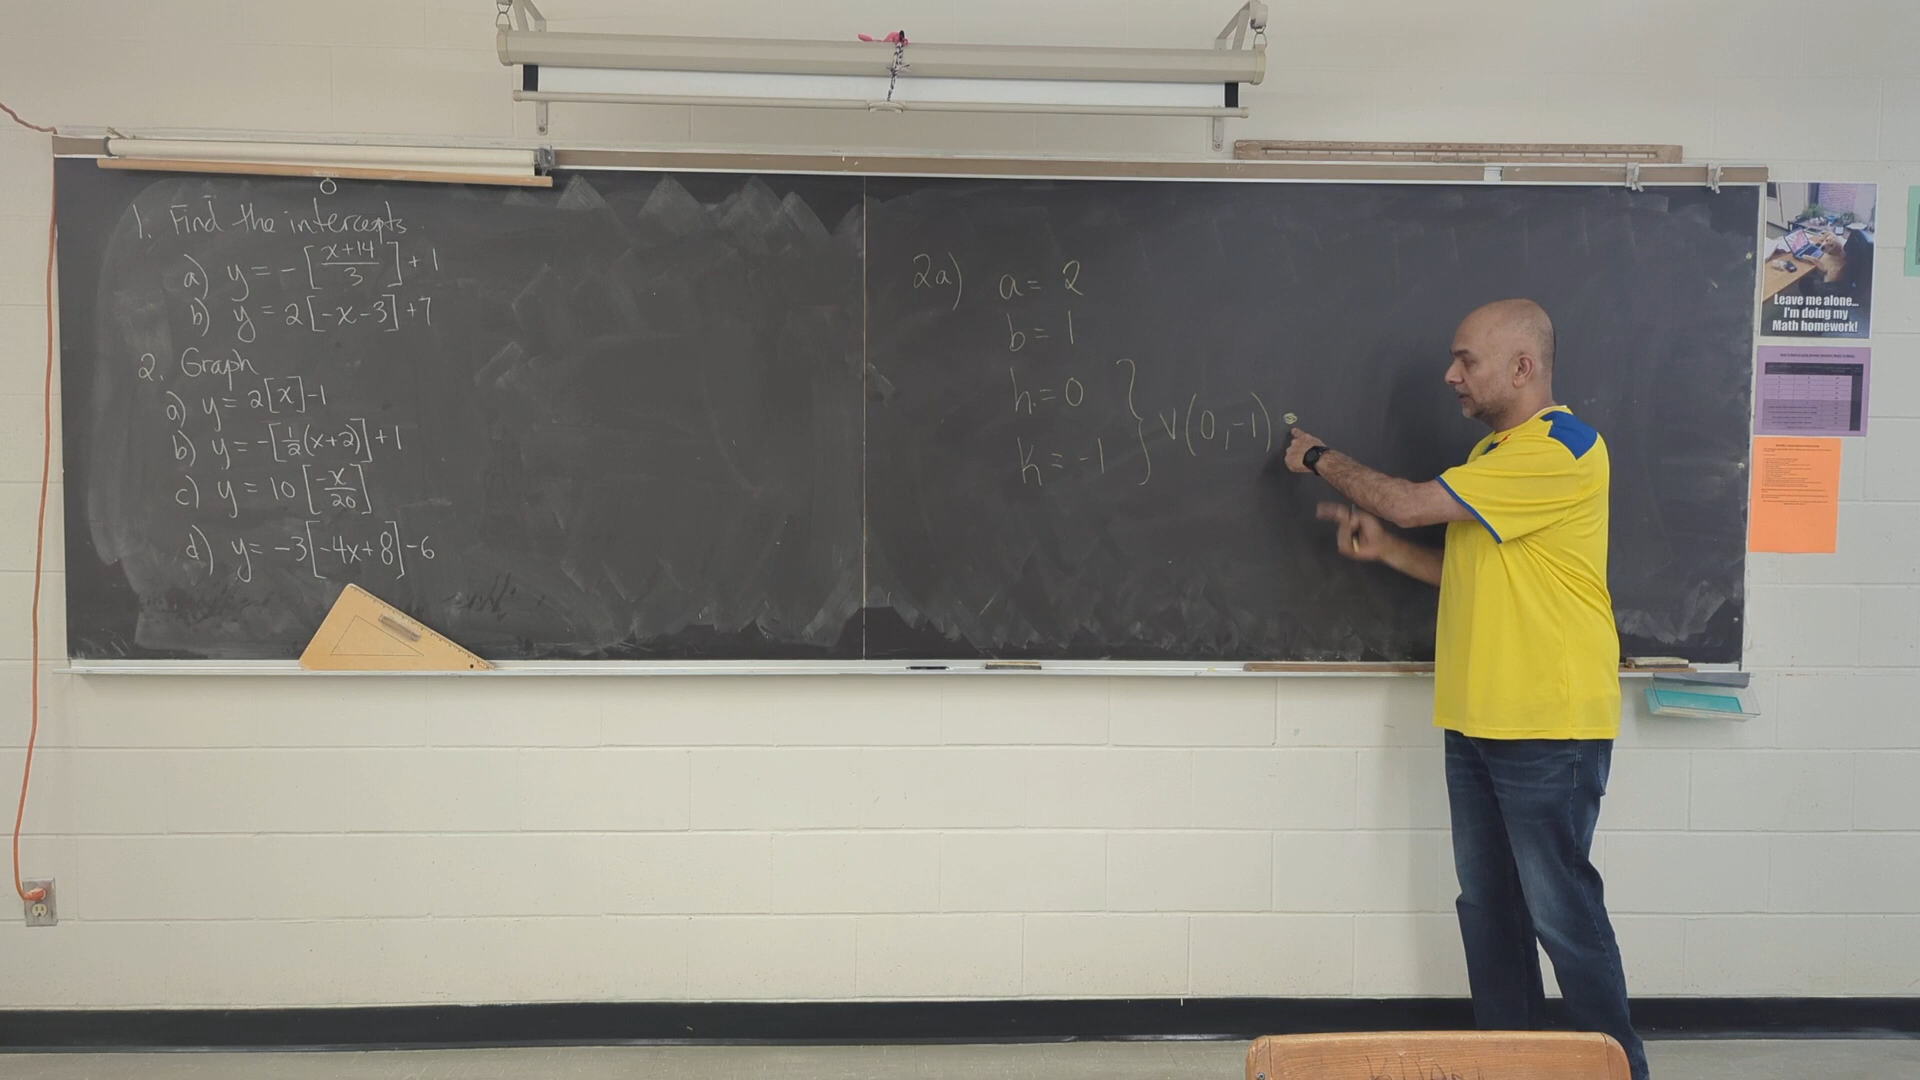 1. Find the intercepts
a) y = -[x+14/3] + 1
b) y = 2[-x-3]+7
2. Graph
a) y = 2[x]-1
b) y = -[1/2(x+2)]+1
c) y = 10[-x/20]
d) y = -3[-4x+8]-6
2a) a = 2
b = 1
h = 0
k = -1
V(0,-1)
Leave me alone...
I'm doing my
Math homework!